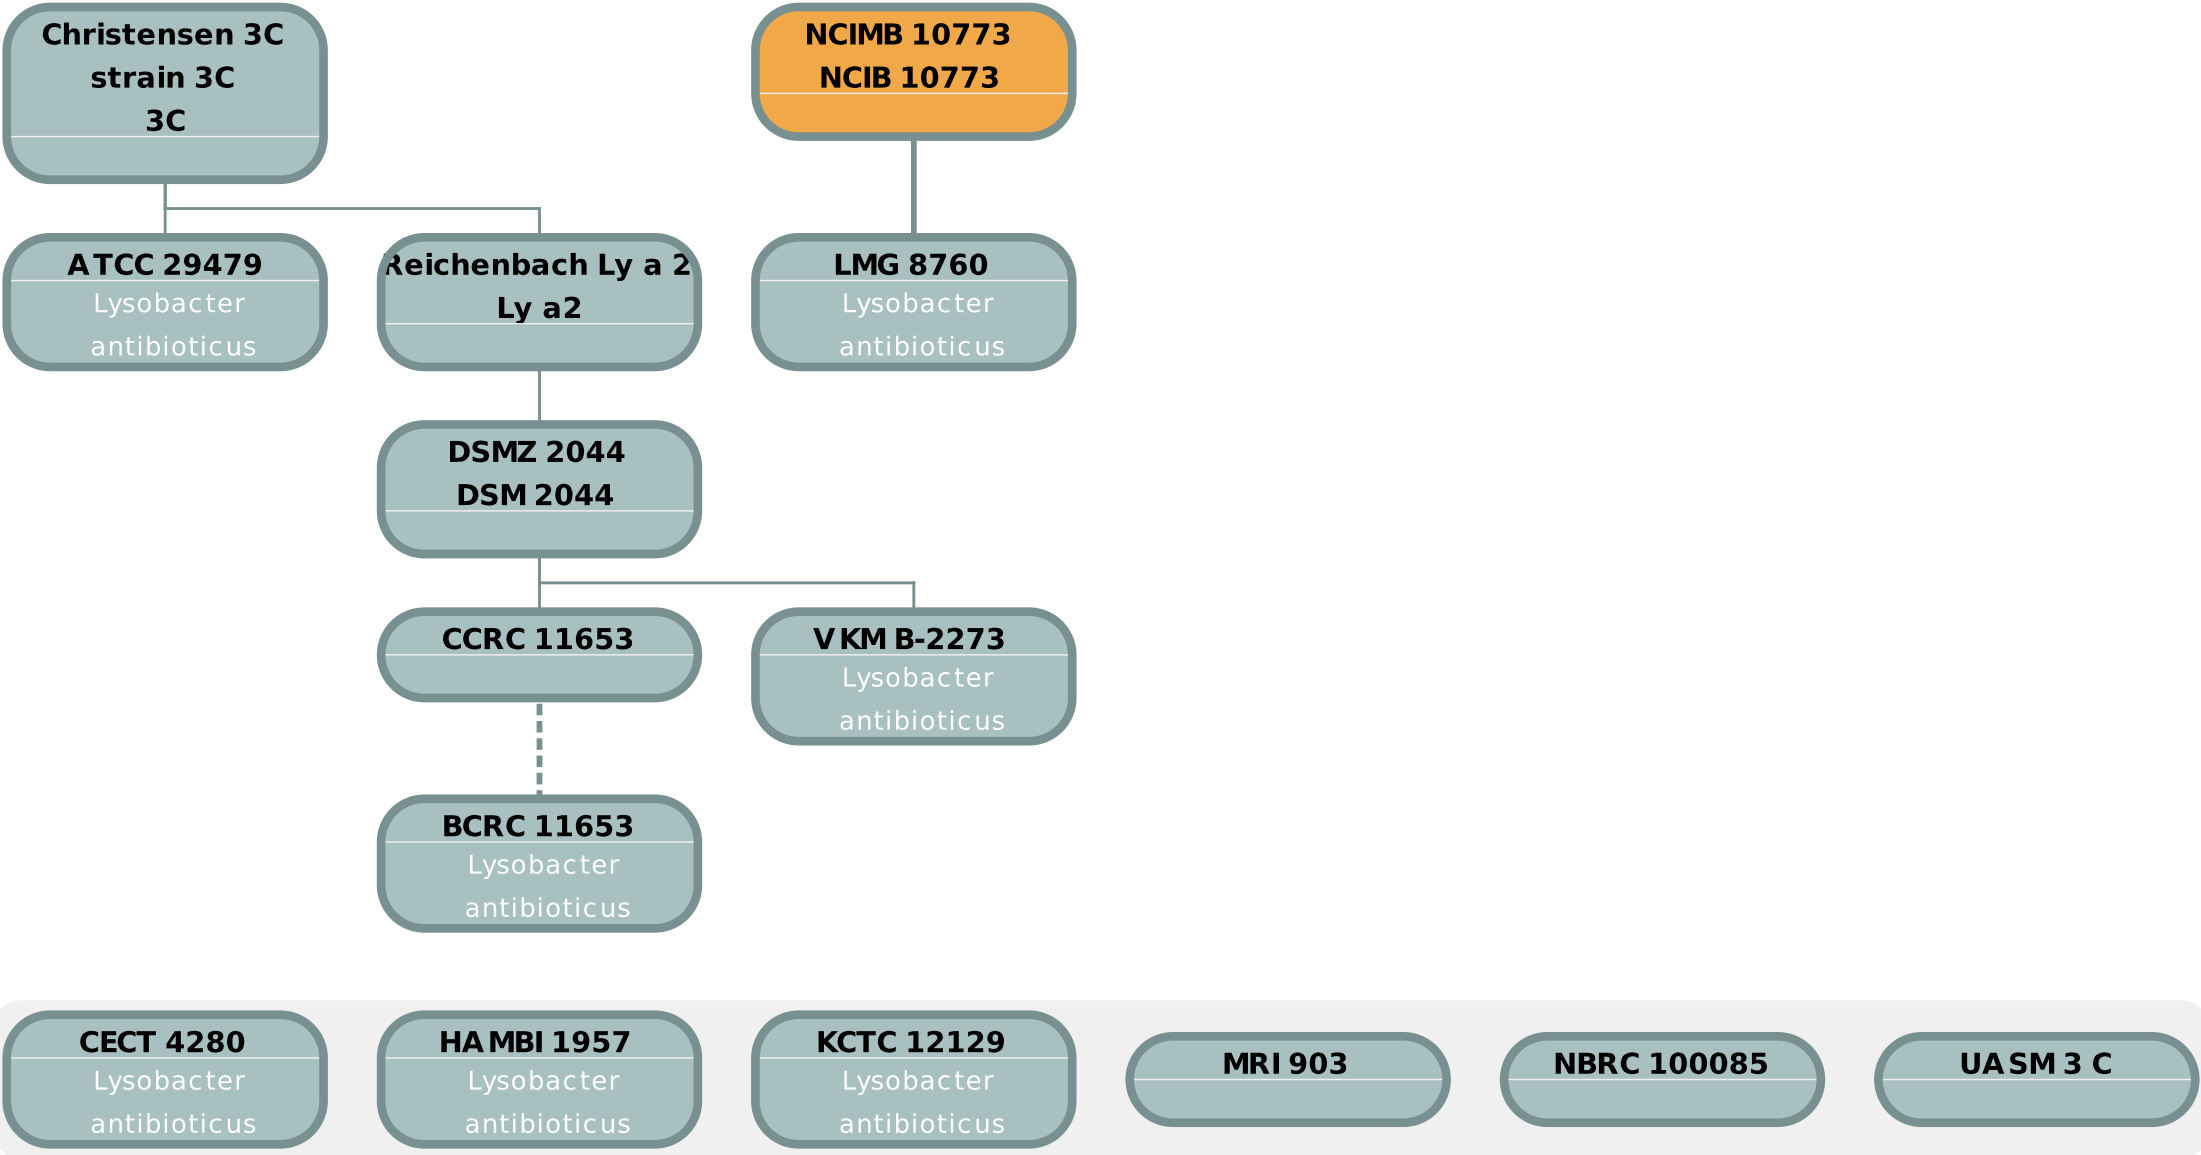 Christensen 3C
strain 3C
3C
NCIMB 10773
NCIB 10773
ATCC 29479
Lysobacter
antibioticus
Reichenbach Ly a 2
Ly a2
LMG 8760
Lysobacter
antibioticus
DSMZ 2044
DSM 2044
CCRC 11653
VKM B-2273
Lysobacter
antibioticus
BCRC 11653
Lysobacter
antibioticus
CECT 4280
Lysobacter
antibioticus
HAMBI 1957
Lysobacter
antibioticus
KCTC 12129
Lysobacter
antibioticus
MRI 903
NBRC 100085
UASM 3 C